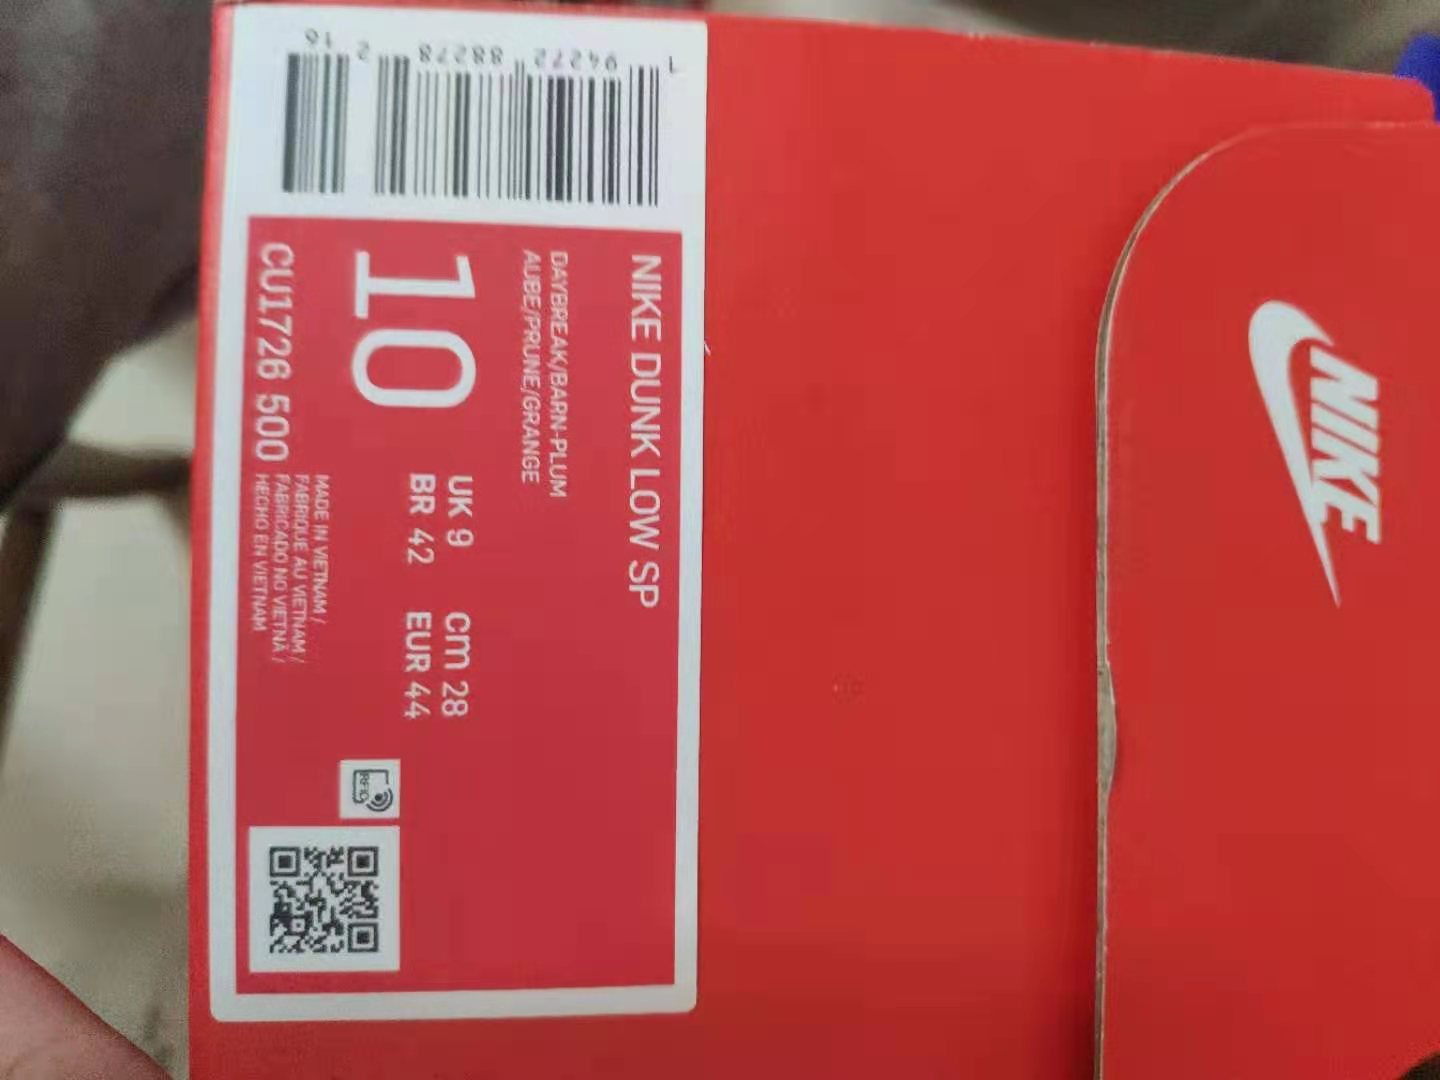 NIKE DUNK LOW SP
DAYBREAK/BARN-PLUM
AUBE/PRUNE/GRANGE
10
UK 9 cm 28
BR 42 EUR 44
MADE IN VIETNAM /
FABRIQUE AU VIETNAM /
FABRICADO NO VIETNÃ /
HECHO EN VIETNAM
CU1726 500
RFID
1 94272 88278 2 16
NIKE